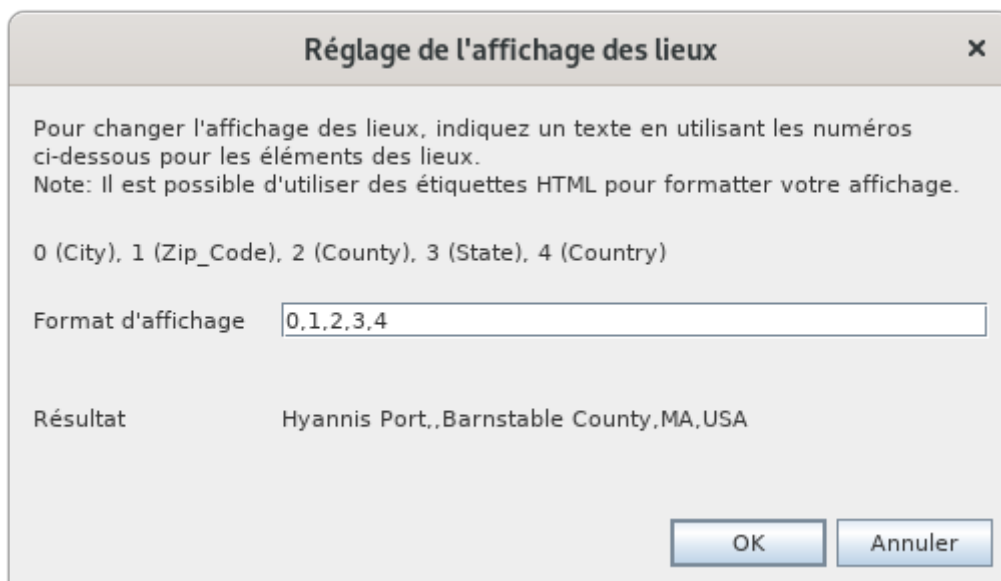 Réglage de l'affichage des lieux
Pour changer l'affichage des lieux, indiquez un texte en utilisant les numéros
ci-dessous pour les éléments des lieux.
Note: Il est possible d'utiliser des étiquettes HTML pour formatter votre affichage.
0 (City), 1 (Zip_Code), 2 (County), 3 (State), 4 (Country)
Format d'affichage 0,1,2,3,4
Résultat Hyannis Port,,Barnstable County,MA,USA
OK Annuler